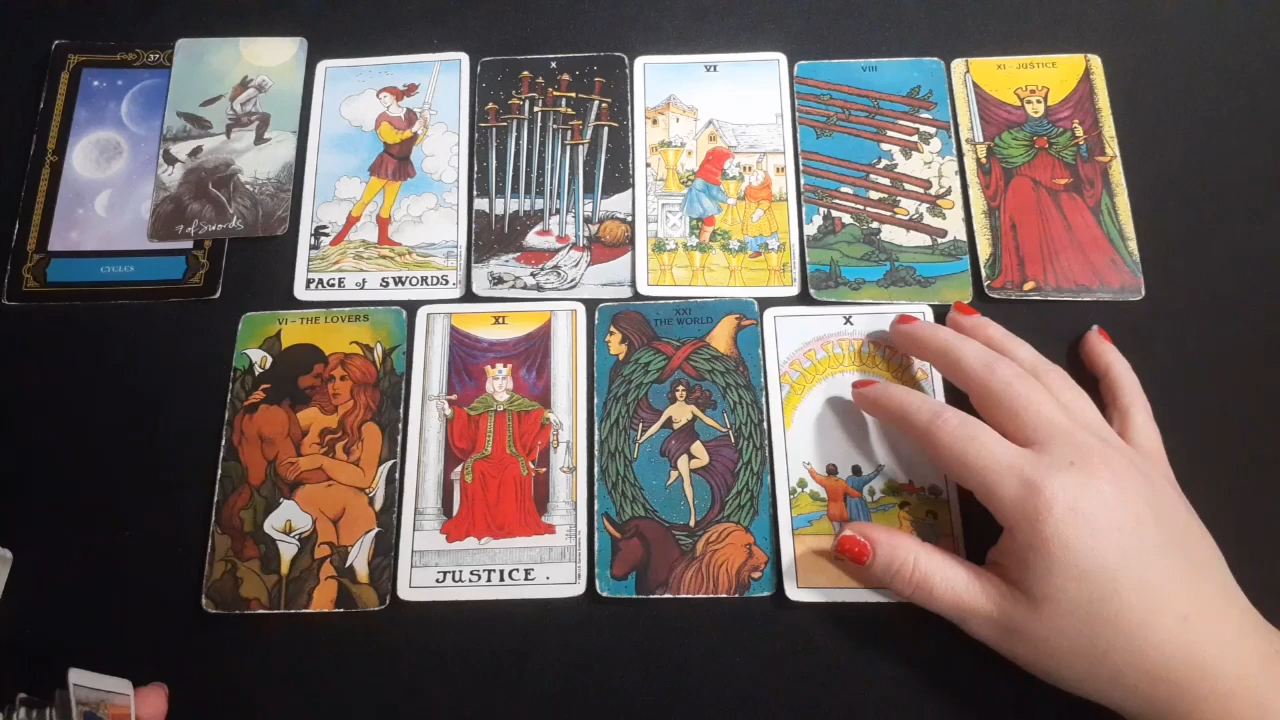 37
CYCLES
7 of Swords
PAGE of SWORDS.
X
VI
VIII
XI - JUSTICE
VI - THE LOVERS
XI
JUSTICE.
XXI
THE WORLD
X